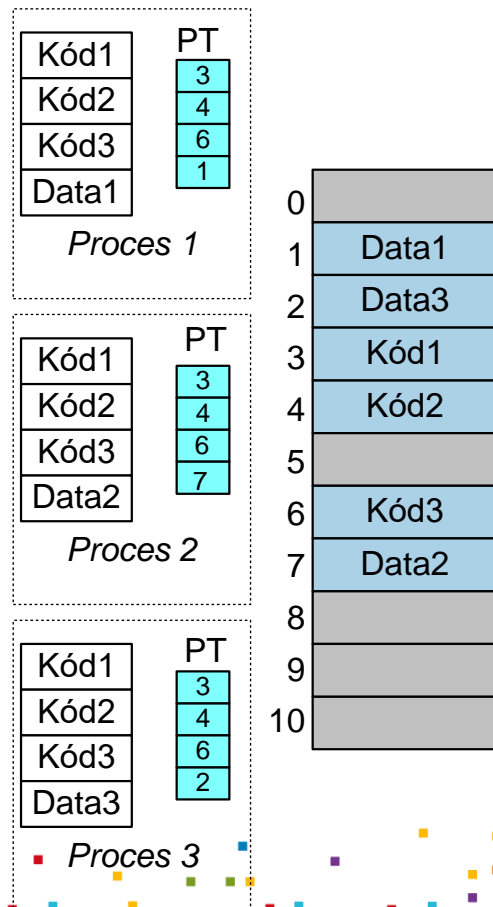 PT
Kód1
Kód2
Kód3
Data1
3
4
6
1
Proces 1
PT
Kód1
Kód2
Kód3
Data2
3
4
6
7
Proces 2
PT
Kód1
Kód2
Kód3
Data3
3
4
6
2
Proces 3
0
1 Data1
2 Data3
3 Kód1
4 Kód2
5
6 Kód3
7 Data2
8
9
10